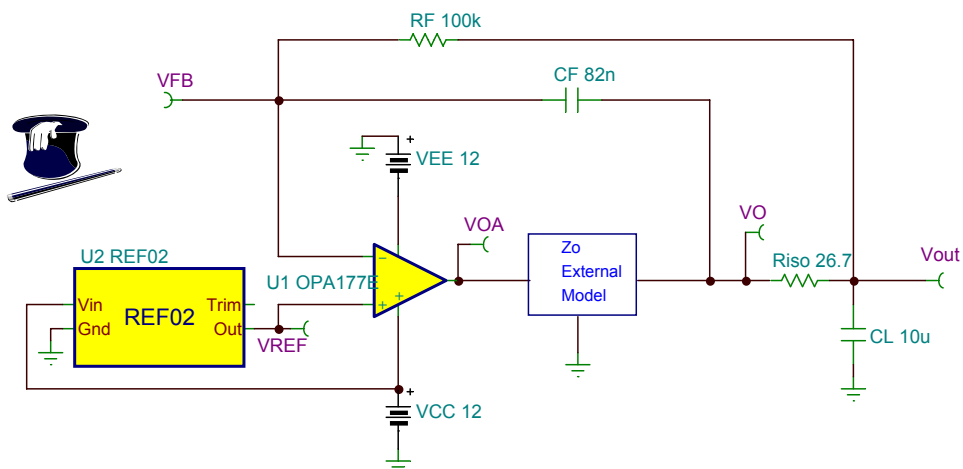 RF 100k
CF 82n
VFB
+
VEE 12
VOA
VO
Zo
External
Model
Riso 26.7
Vout
U2 REF02
U1 OPA177E
−
+
+
Vin
Trim
REF02
Gnd
Out
VREF
CL 10u
+
VCC 12